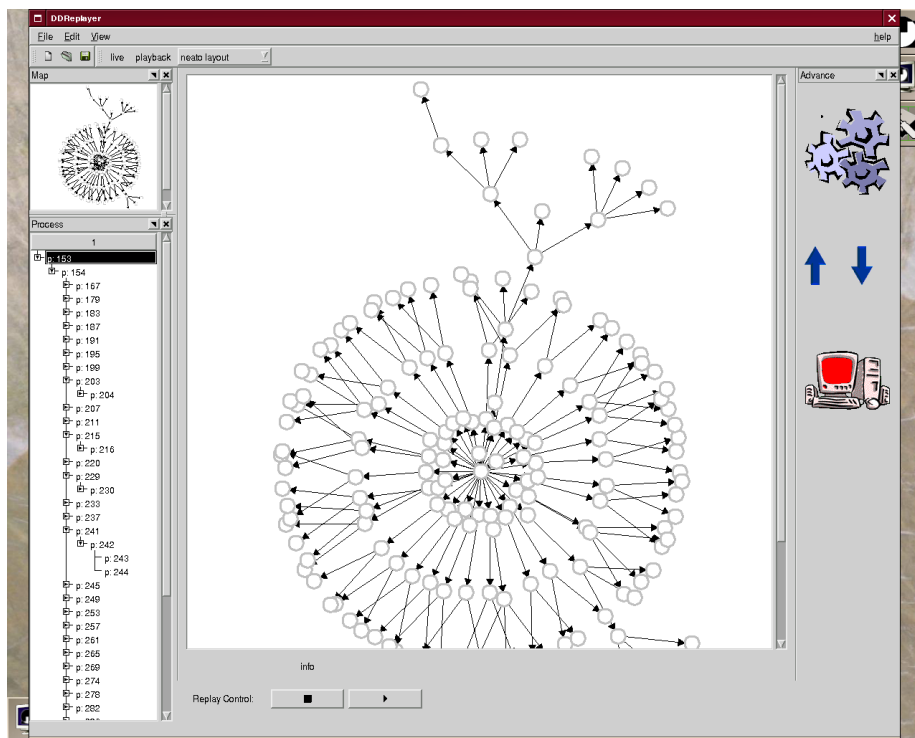 DDReplayer
File Edit View help
live playback neato layout
Map
Advance
Process
1
p: 153
p: 154
p: 167
p: 179
p: 183
p: 187
p: 191
p: 195
p: 199
p: 203
p: 204
p: 207
p: 211
p: 215
p: 216
p: 220
p: 229
p: 230
p: 233
p: 237
p: 241
p: 242
p: 243
p: 244
p: 245
p: 249
p: 253
p: 257
p: 261
p: 265
p: 269
p: 274
p: 278
p: 282
info
Replay Control: